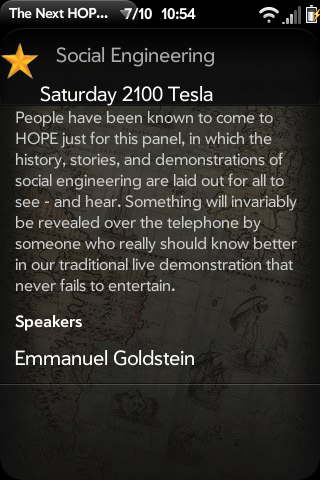 The Next HOP... 7/10 10:54
Social Engineering
Saturday 2100 Tesla
People have been known to come to
HOPE just for this panel, in which the
history, stories, and demonstrations of
social engineering are laid out for all to
see - and hear. Something will invariably
be revealed over the telephone by
someone who really should know better
in our traditional live demonstration that
never fails to entertain.
Speakers
Emmanuel Goldstein